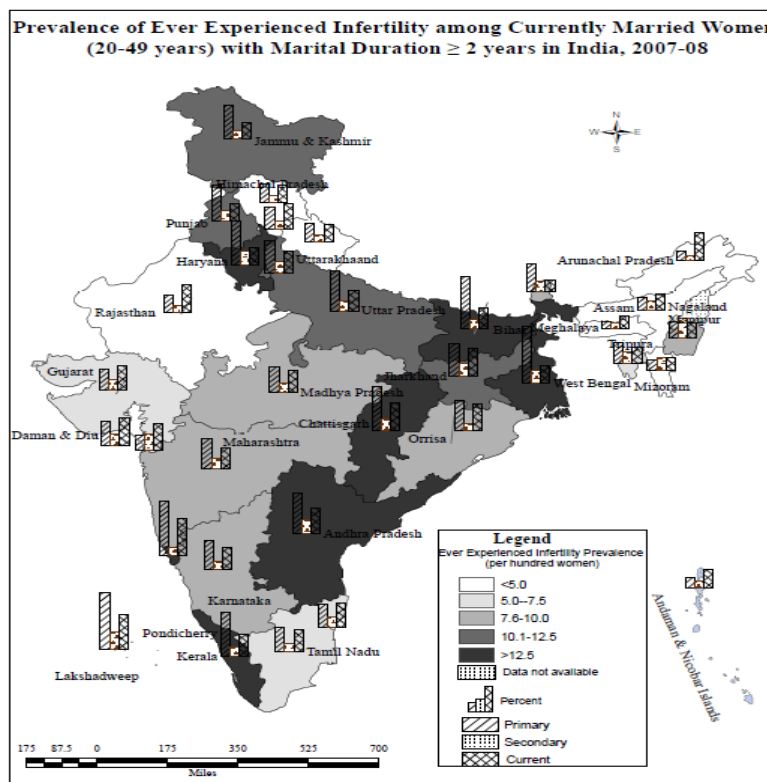 Prevalence of Ever Experienced Infertility among Currently Married Women
(20-49 years) with Marital Duration ≥ 2 years in India, 2007-08
N
W E
S
Jammu & Kashmir
Himachal Pradesh
Punjab
Uttarakhaand
Haryana
Arunachal Pradesh
Rajasthan
Uttar Pradesh
Assam
Nagaland
Bihar
Meghalaya
Manipur
Tripura
Gujarat
Jharkhand
Mizoram
Madhya Pradesh
West Bengal
Chattisgarh
Daman & Diu
Maharashtra
Orrisa
Andhra Pradesh
Karnataka
Pondicherry
Tamil Nadu
Kerala
Lakshadweep
Andaman & Nicobar Islands
Legend
Ever Experienced Infertility Prevalence
(per hundred women)
<5.0
5.0--7.5
7.6-10.0
10.1-12.5
>12.5
Data not available
Percent
Primary
Secondary
Current
175 87.5 0 175 350 525 700
Miles